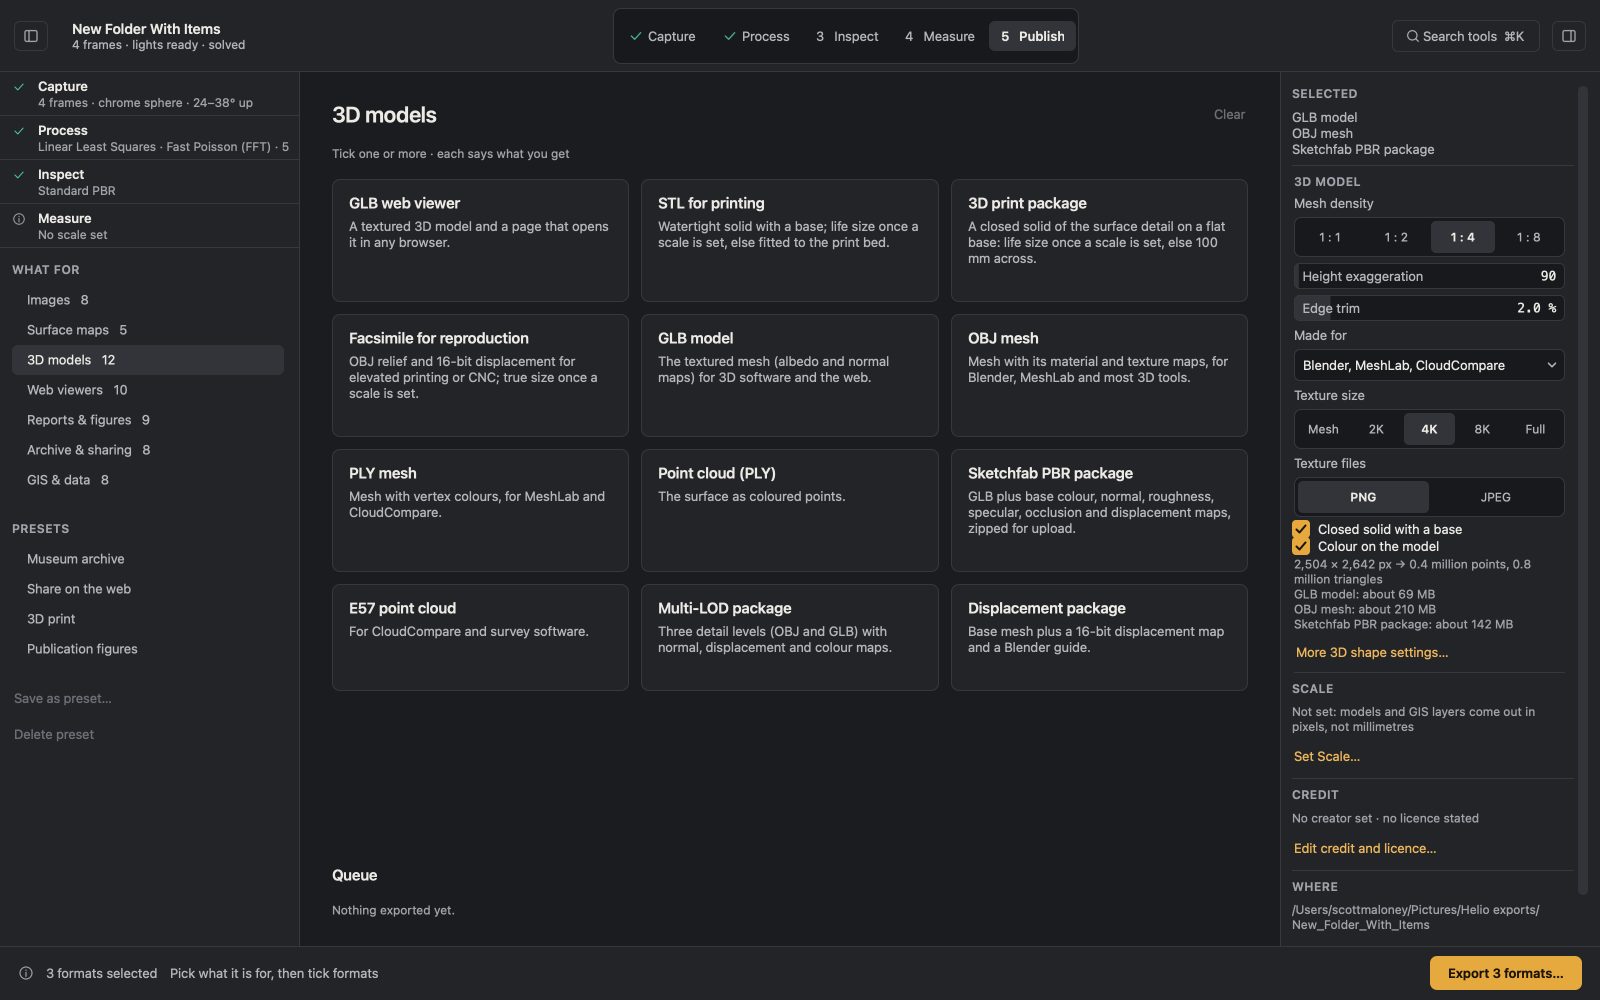 New Folder With Items
4 frames · lights ready · solved
Capture
Process
3 Inspect
4 Measure
5 Publish
Search tools ⌘K
Capture
4 frames · chrome sphere · 24–38° up
Process
Linear Least Squares · Fast Poisson (FFT) · 5
Inspect
Standard PBR
Measure
No scale set
WHAT FOR
Images 8
Surface maps 5
3D models 12
Web viewers 10
Reports & figures 9
Archive & sharing 8
GIS & data 8
PRESETS
Museum archive
Share on the web
3D print
Publication figures
Save as preset...
Delete preset
3D models
Clear
Tick one or more · each says what you get
GLB web viewer
A textured 3D model and a page that opens
it in any browser.
STL for printing
Watertight solid with a base; life size once a
scale is set, else fitted to the print bed.
3D print package
A closed solid of the surface detail on a flat
base: life size once a scale is set, else 100
mm across.
Facsimile for reproduction
OBJ relief and 16-bit displacement for
elevated printing or CNC; true size once a
scale is set.
GLB model
The textured mesh (albedo and normal
maps) for 3D software and the web.
OBJ mesh
Mesh with its material and texture maps, for
Blender, MeshLab and most 3D tools.
PLY mesh
Mesh with vertex colours, for MeshLab and
CloudCompare.
Point cloud (PLY)
The surface as coloured points.
Sketchfab PBR package
GLB plus base colour, normal, roughness,
specular, occlusion and displacement maps,
zipped for upload.
E57 point cloud
For CloudCompare and survey software.
Multi-LOD package
Three detail levels (OBJ and GLB) with
normal, displacement and colour maps.
Displacement package
Base mesh plus a 16-bit displacement map
and a Blender guide.
Queue
Nothing exported yet.
SELECTED
GLB model
OBJ mesh
Sketchfab PBR package
3D MODEL
Mesh density
1 : 1 1 : 2 1 : 4 1 : 8
Height exaggeration 90
Edge trim 2.0 %
Made for
Blender, MeshLab, CloudCompare
Texture size
Mesh 2K 4K 8K Full
Texture files
PNG JPEG
Closed solid with a base
Colour on the model
2,504 × 2,642 px → 0.4 million points, 0.8
million triangles
GLB model: about 69 MB
OBJ mesh: about 210 MB
Sketchfab PBR package: about 142 MB
More 3D shape settings...
SCALE
Not set: models and GIS layers come out in
pixels, not millimetres
Set Scale...
CREDIT
No creator set · no licence stated
Edit credit and licence...
WHERE
/Users/scottmaloney/Pictures/Helio exports/
New_Folder_With_Items
3 formats selected Pick what it is for, then tick formats
Export 3 formats...